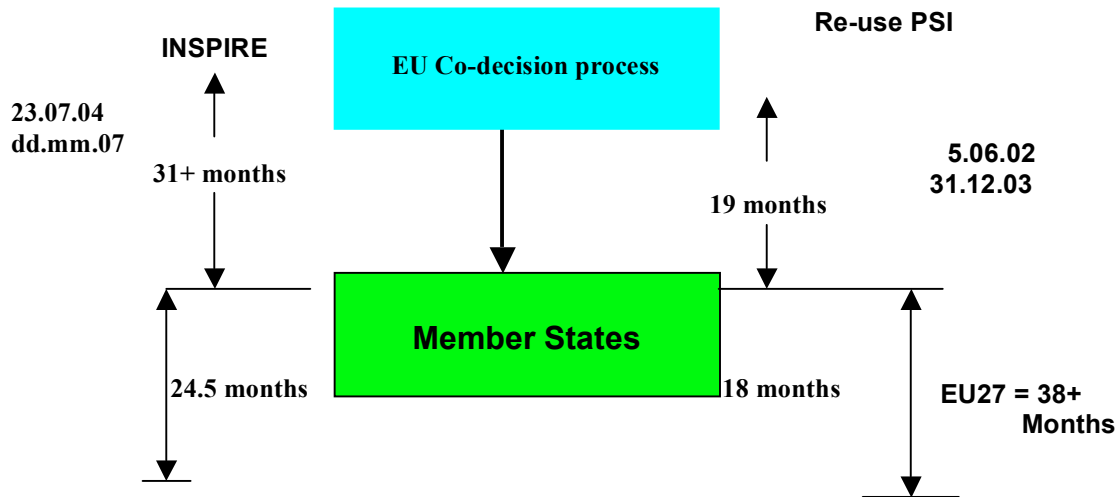 INSPIRE
23.07.04
dd.mm.07
31+ months
24.5 months
EU Co-decision process
Member States
Re-use PSI
5.06.02
31.12.03
19 months
18 months
EU27 = 38+
Months